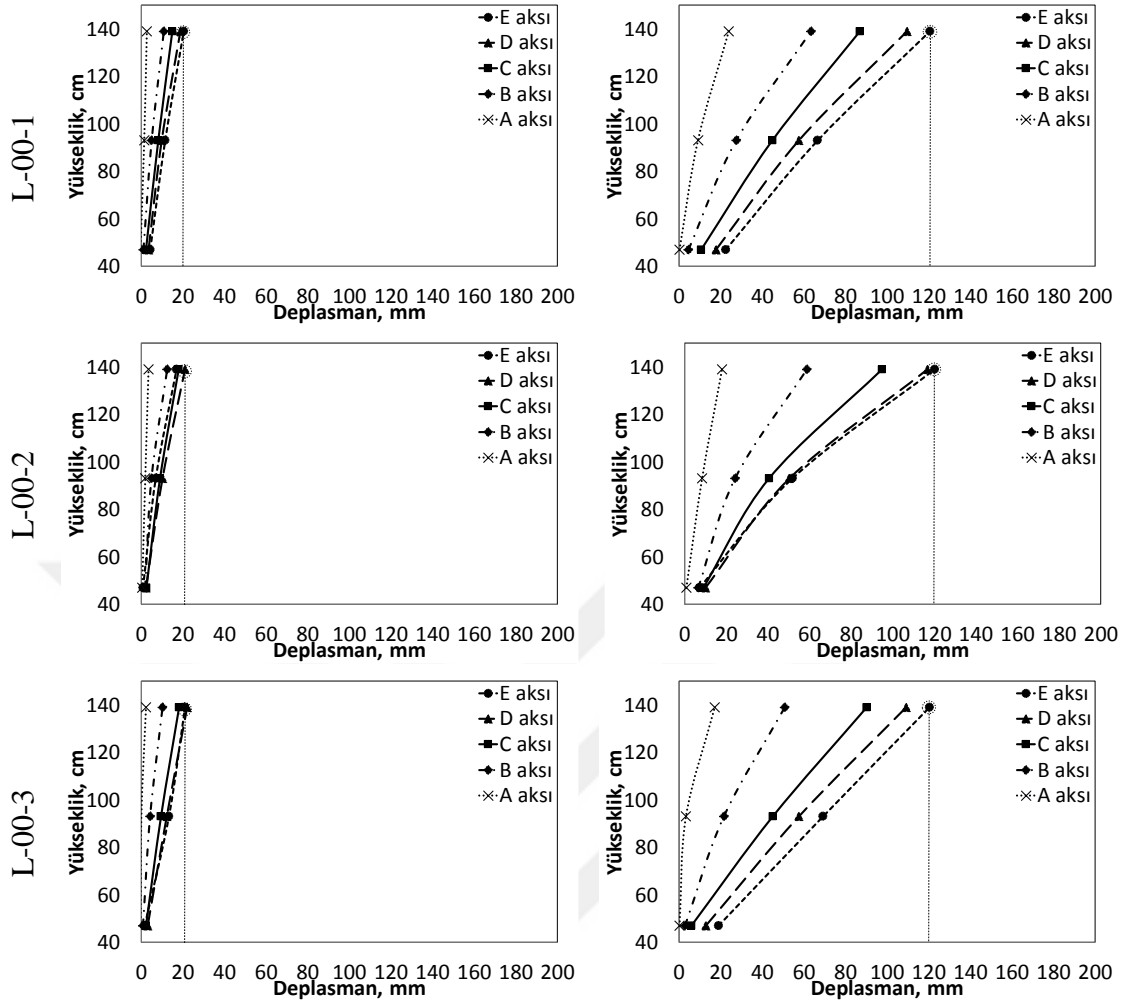 L-00-1
Yükseklik, cm
140
120
100
80
60
40
E aksı
D aksı
C aksı
B aksı
A aksı
0 20 40 60 80 100 120 140 160 180 200
Deplasman, mm
Yükseklik, cm
140
120
100
80
60
40
E aksı
D aksı
C aksı
B aksı
A aksı
0 20 40 60 80 100 120 140 160 180 200
Deplasman, mm
L-00-2
Yükseklik, cm
140
120
100
80
60
40
E aksı
D aksı
C aksı
B aksı
A aksı
0 20 40 60 80 100 120 140 160 180 200
Deplasman, mm
Yükseklik, cm
140
120
100
80
60
40
E aksı
D aksı
C aksı
B aksı
A aksı
0 20 40 60 80 100 120 140 160 180 200
Deplasman, mm
L-00-3
Yükseklik, cm
140
120
100
80
60
40
E aksı
D aksı
C aksı
B aksı
A aksı
0 20 40 60 80 100 120 140 160 180 200
Deplasman, mm
Yükseklik, cm
140
120
100
80
60
40
E aksı
D aksı
C aksı
B aksı
A aksı
0 20 40 60 80 100 120 140 160 180 200
Deplasman, mm